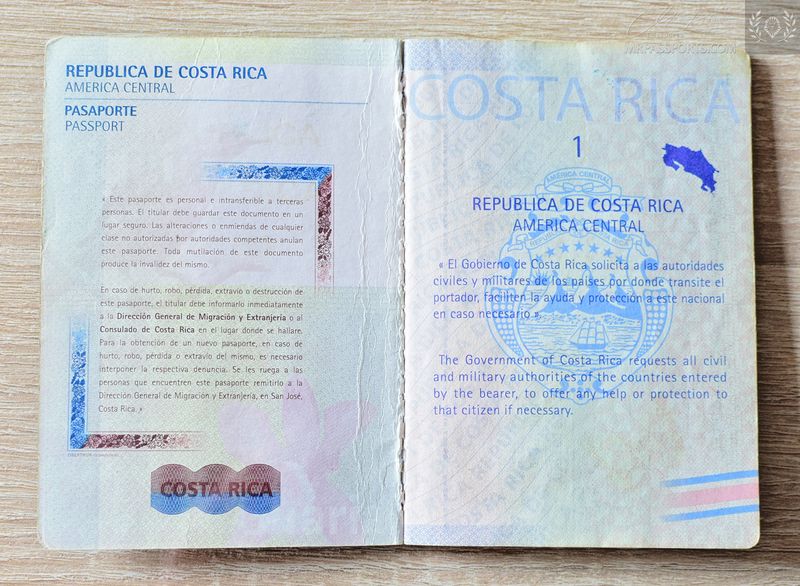 MRPASSPORTS.COM
REPUBLICA DE COSTA RICA
AMERICA CENTRAL
PASAPORTE
PASSPORT
« Este pasaporte es personal e intransferible a terceras
personas. El titular debe guardar este documento en un
lugar seguro. Las alteraciones o enmiendas de cualquier
clase no autorizadas por autoridades competentes anulan
este pasaporte. Toda mutilación de este documento
produce la invalidez del mismo.
En caso de hurto, robo, pérdida, extravío o destrucción de
este pasaporte, el titular debe informarlo inmediatamente
a la Dirección General de Migración y Extranjería o al
Consulado de Costa Rica en el lugar donde se hallare.
Para la obtención de un nuevo pasaporte, en caso de
hurto, robo, pérdida o extravío del mismo, es necesario
interponer la respectiva denuncia. Se les ruega a las
personas que encuentren este pasaporte remitirlo a la
Dirección General de Migración y Extranjería, en San José,
Costa Rica. »
COSTA RICA
COSTA RICA
1
AMERICA CENTRAL
REPUBLICA DE COSTA RICA
AMERICA CENTRAL
« El Gobierno de Costa Rica solicita a las autoridades
civiles y militares de los países por donde transite el
portador, faciliten la ayuda y protección a este nacional
en caso necesario ».
The Government of Costa Rica requests all civil
and military authorities of the countries entered
by the bearer, to offer any help or protection to
that citizen if necessary.